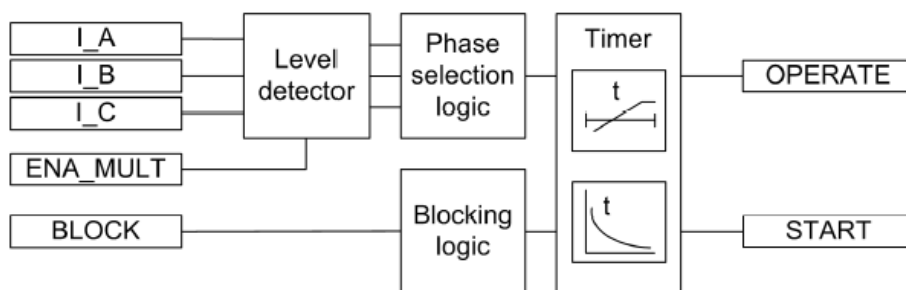 I_A
I_B
I_C
ENA_MULT
BLOCK
Level
detector
Phase
selection
logic
Blocking
logic
Timer
t
t
OPERATE
START